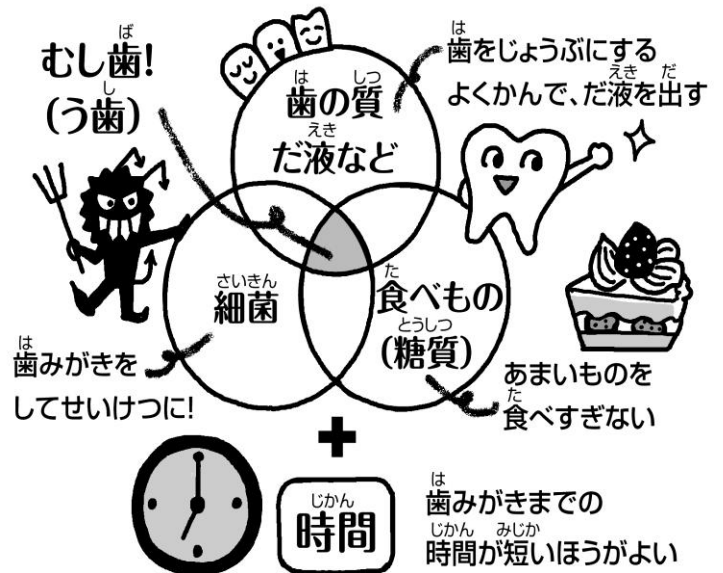 むし歯!
(う歯)
歯の質
だ液など
歯をじょうぶにする
よくかんで、だ液を出す
細菌
食べもの
(糖質)
歯みがきを
してせいけつに!
あまいものを
食べすぎない
+
時間
歯みがきまでの
時間が短いほうがよい